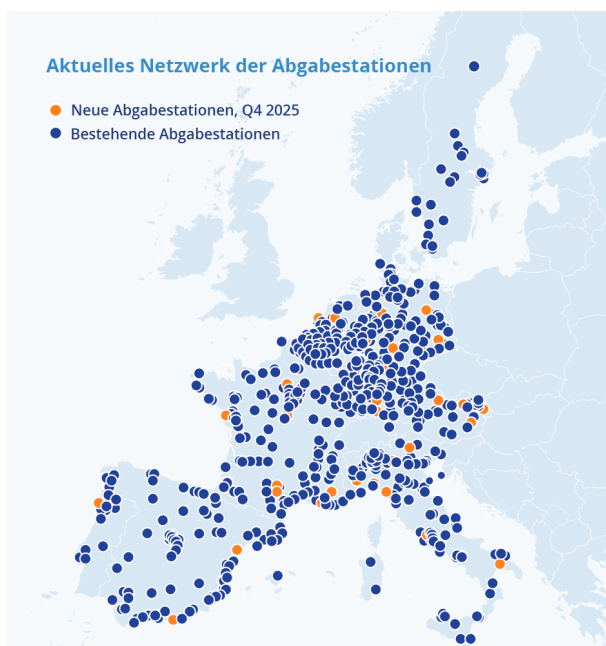 Aktuelles Netzwerk der Abgabestationen
Neue Abgabestationen, Q4 2025
Bestehende Abgabestationen